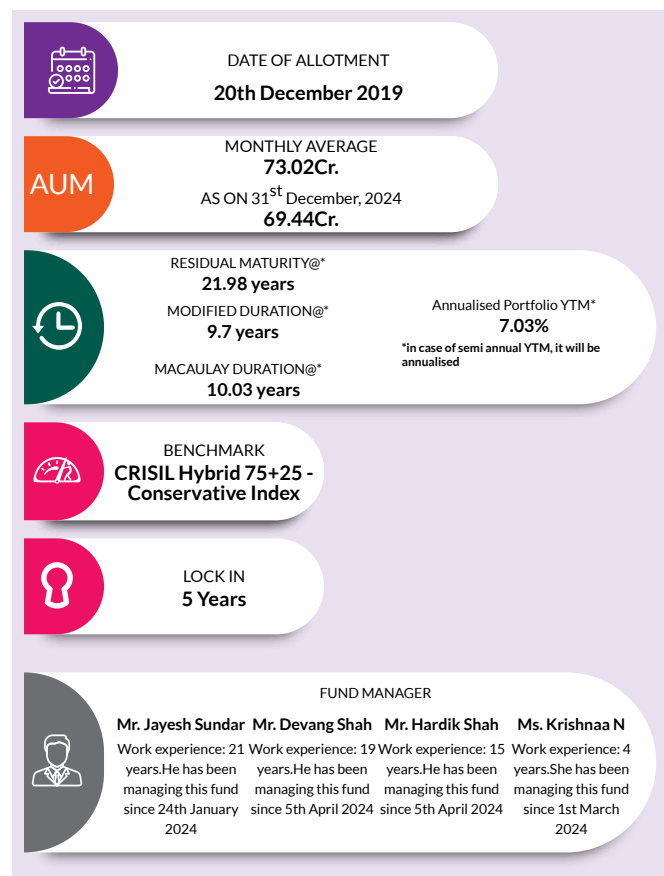 DATE OF ALLOTMENT
20th December 2019
AUM
MONTHLY AVERAGE
73.02Cr.
AS ON 31st December, 2024
69.44Cr.
RESIDUAL MATURITY@*
21.98 years
MODIFIED DURATION@*
9.7 years
MACAULAY DURATION@*
10.03 years
Annualised Portfolio YTM*
7.03%
*in case of semi annual YTM, it will be
annualised
BENCHMARK
CRISIL Hybrid 75+25 -
Conservative Index
LOCK IN
5 Years
FUND MANAGER
Mr. Jayesh Sundar
Work experience: 21
years.He has been
managing this fund
since 24th January
2024
Mr. Devang Shah
Work experience: 19
years.He has been
managing this fund
since 5th April 2024
Mr. Hardik Shah
Work experience: 15
years.He has been
managing this fund
since 5th April 2024
Ms. Krishnaa N
Work experience: 4
years.She has been
managing this fund
since 1st March
2024